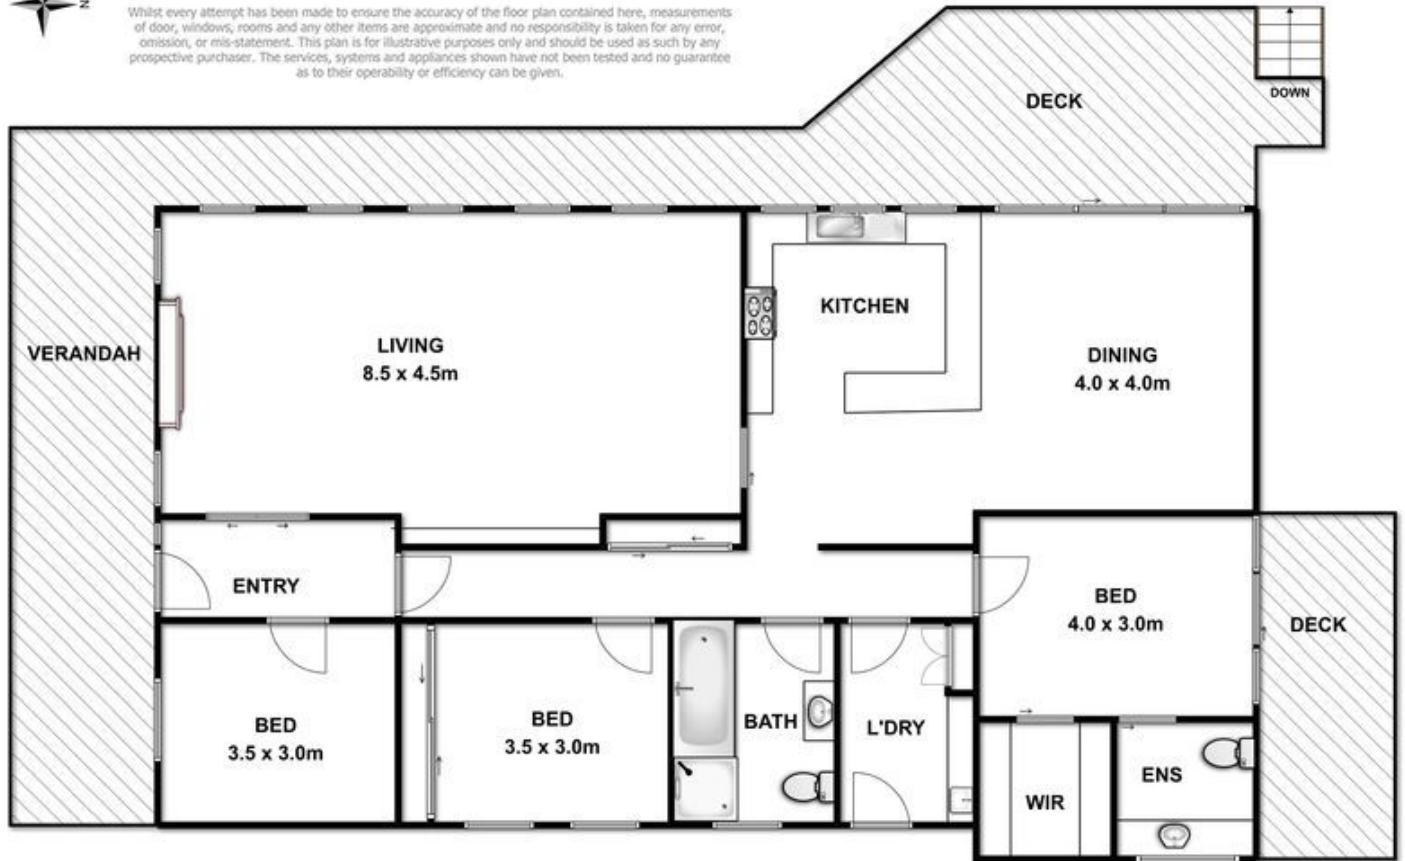 N
Whilst every attempt has been made to ensure the accuracy of the floor plan contained here, measurements
of door, windows, rooms and any other items are approximate and no responsibility is taken for any error,
omission, or mis-statement. This plan is for illustrative purposes only and should be used as such by any
prospective purchaser. The services, systems and appliances shown have not been tested and no guarantee
as to their operability or efficiency can be given.
DECK
DOWN
VERANDAH
LIVING
8.5 x 4.5m
KITCHEN
DINING
4.0 x 4.0m
ENTRY
BED
4.0 x 3.0m
DECK
BED
3.5 x 3.0m
BED
3.5 x 3.0m
BATH
L'DRY
WIR
ENS